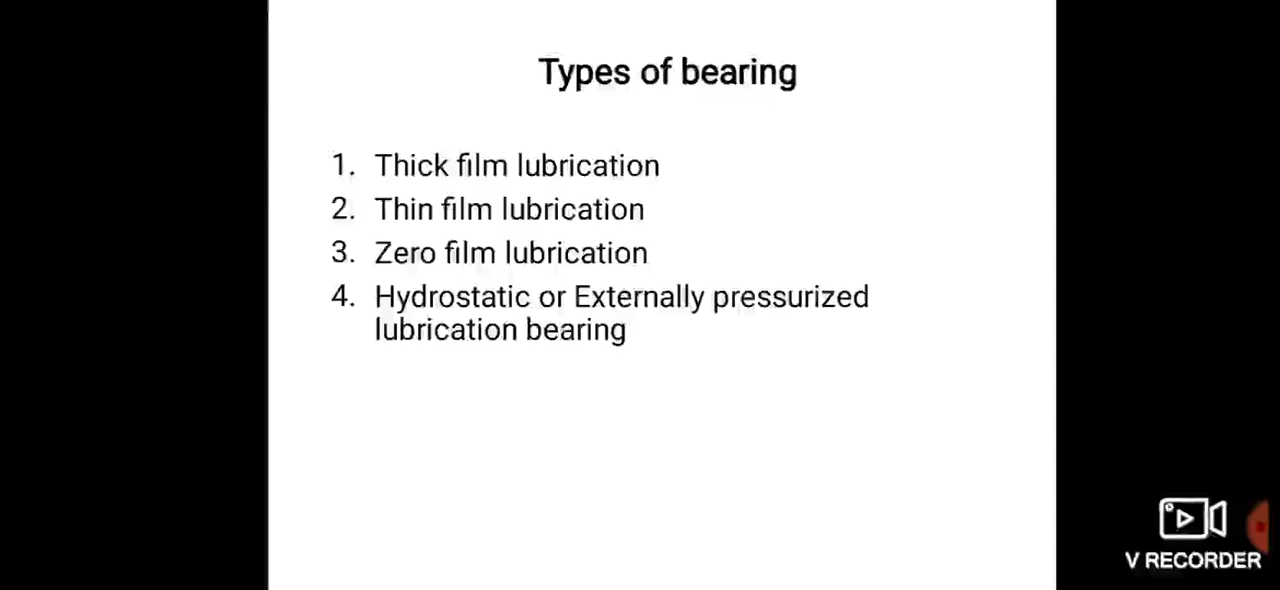 Types of bearing
1. Thick film lubrication
2. Thin film lubrication
3. Zero film lubrication
4. Hydrostatic or Externally pressurized
lubrication bearing
V RECORDER